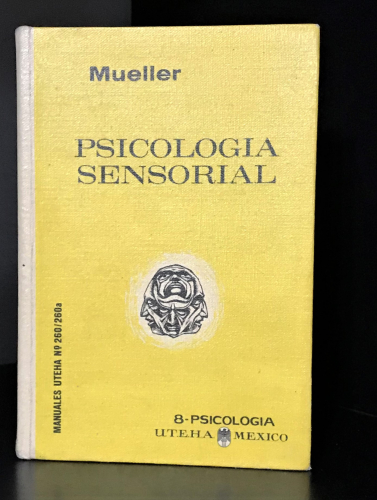 Mueller
PSICOLOGIA
SENSORIAL
MANUALES UTEHA Nº 260/260a
8-PSICOLOGIA
UTEHA MEXICO